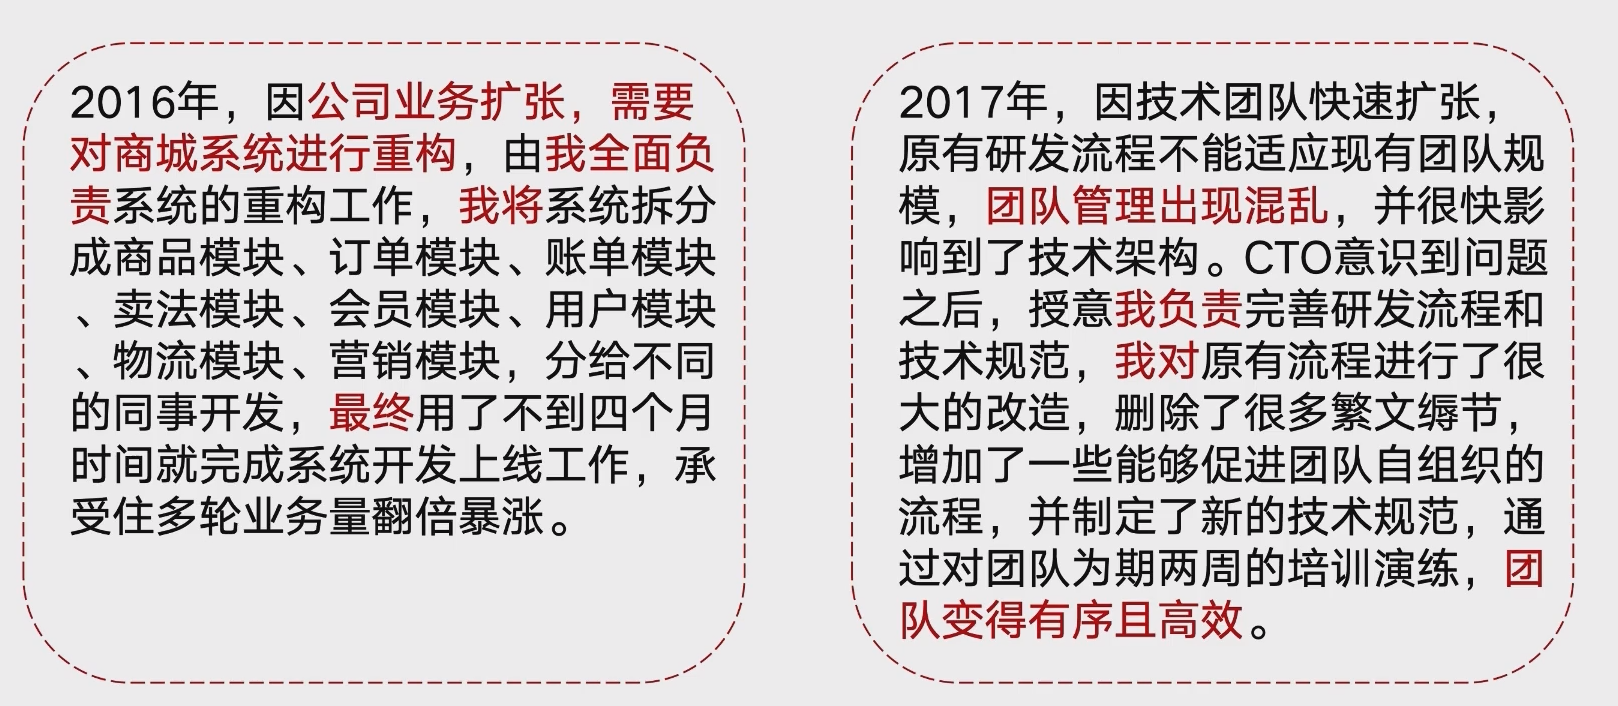 2016年，因公司业务扩张，需要
对商城系统进行重构，由我全面负
责系统的重构工作，我将系统拆分
成商品模块、订单模块、账单模块
、卖法模块、会员模块、用户模块
、物流模块、营销模块，分给不同
的同事开发，最终用了不到四个月
时间就完成系统开发上线工作，承
受住多轮业务量翻倍暴涨。
2017年，因技术团队快速扩张，
原有研发流程不能适应现有团队规
模，团队管理出现混乱，并很快影
响到了技术架构。CTO意识到问题
之后，授意我负责完善研发流程和
技术规范，我对原有流程进行了很
大的改造，删除了很多繁文缛节，
增加了一些能够促进团队自组织的
流程，并制定了新的技术规范，通
过对团队为期两周的培训演练，团
队变得有序且高效。